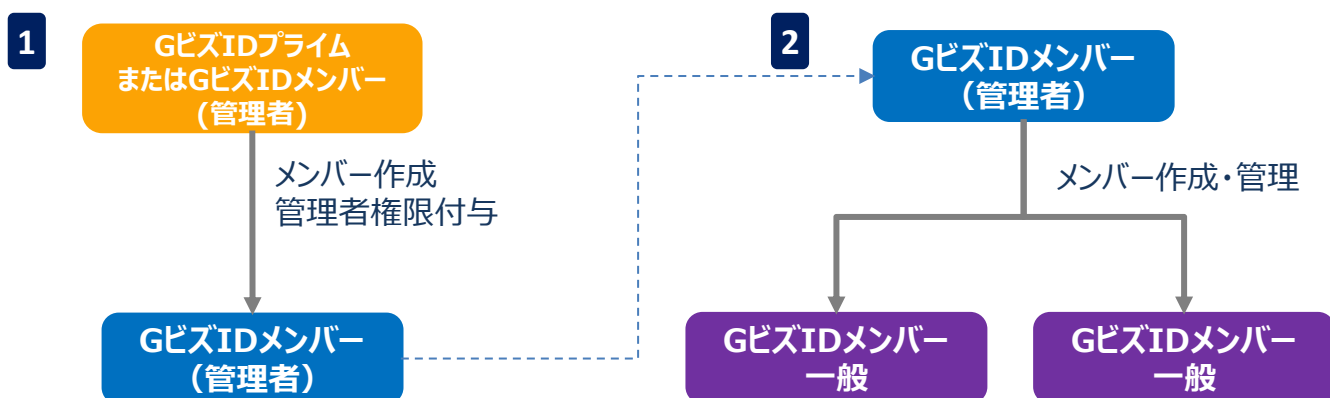 1
GビズIDプライム
またはGビズIDメンバー
(管理者)
メンバー作成
管理者権限付与
GビズIDメンバー
（管理者）
2
GビズIDメンバー
（管理者）
メンバー作成・管理
GビズIDメンバー
一般
GビズIDメンバー
一般